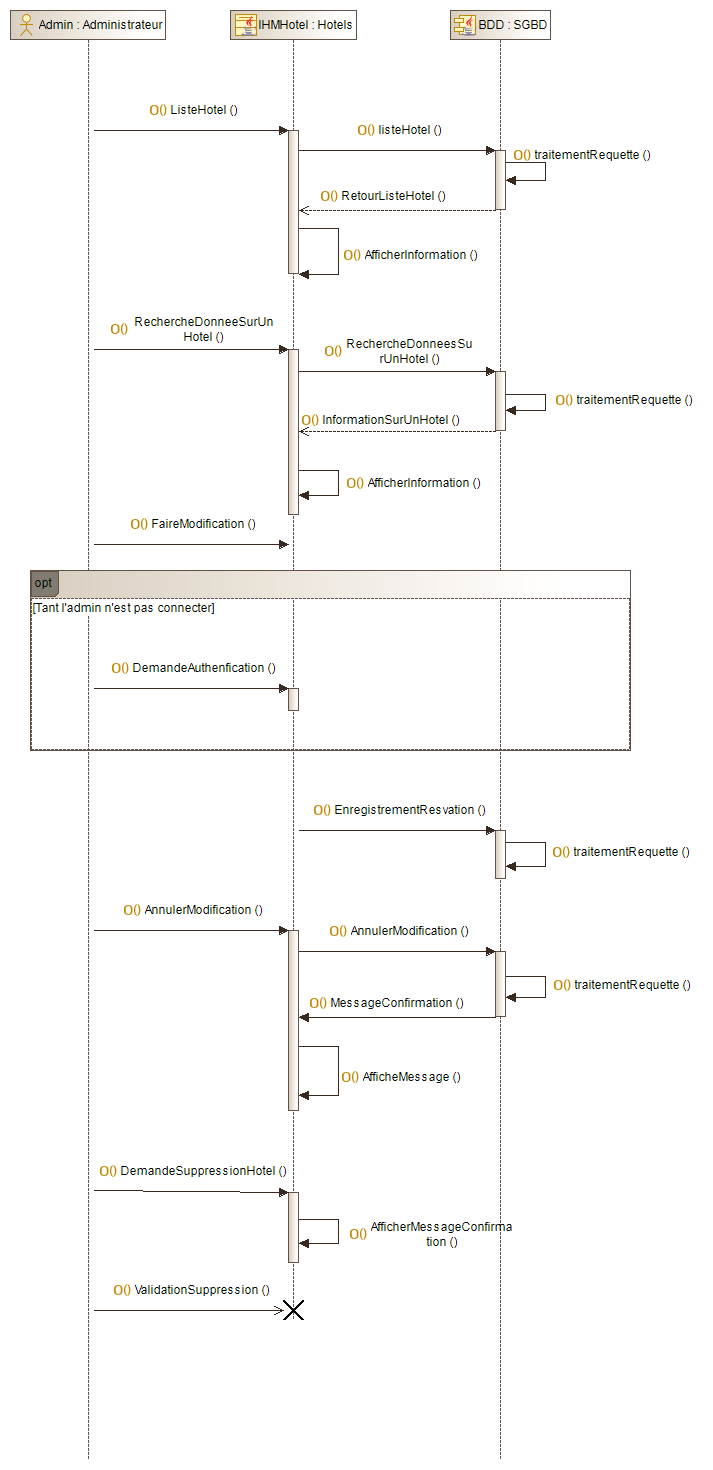 Admin : Administrateur
IHMHotel : Hotels
BDD : SGBD
O() ListeHotel ()
O() listeHotel ()
O() traitementRequette ()
O() RetourListeHotel ()
O() AfficherInformation ()
O() RechercheDonneeSurUn
Hotel ()
O() RechercheDonneesSu
rUnHotel ()
O() traitementRequette ()
O() InformationSurUnHotel ()
O() AfficherInformation ()
O() FaireModification ()
opt
[Tant l'admin n'est pas connecter]
O() DemandeAuthenfication ()
O() EnregistrementResvation ()
O() traitementRequette ()
O() AnnulerModification ()
O() AnnulerModification ()
O() traitementRequette ()
O() MessageConfirmation ()
O() AfficheMessage ()
O() DemandeSuppressionHotel ()
O() AfficherMessageConfirma
tion ()
O() ValidationSuppression ()